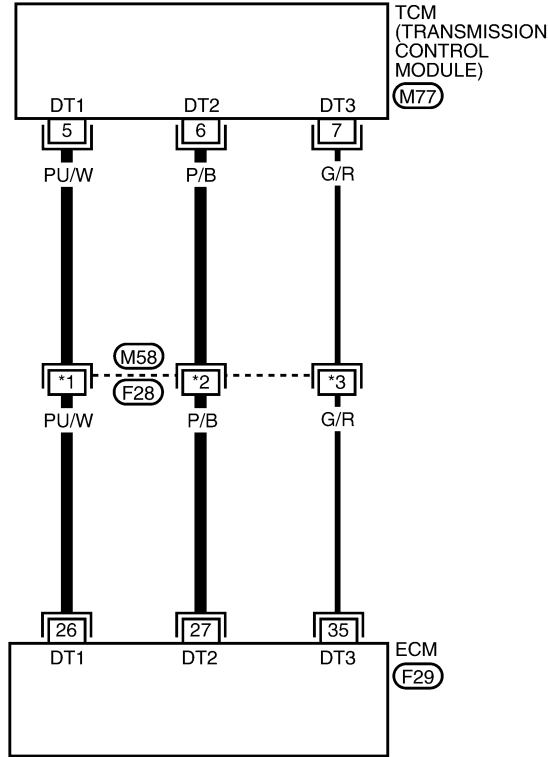 TCM
(TRANSMISSION
CONTROL
MODULE)
M77
DT1 DT2 DT3
5 6 7
PU/W P/B G/R
M58
*1 *2 *3
F28
PU/W P/B G/R
26 27 35
DT1 DT2 DT3
ECM
F29